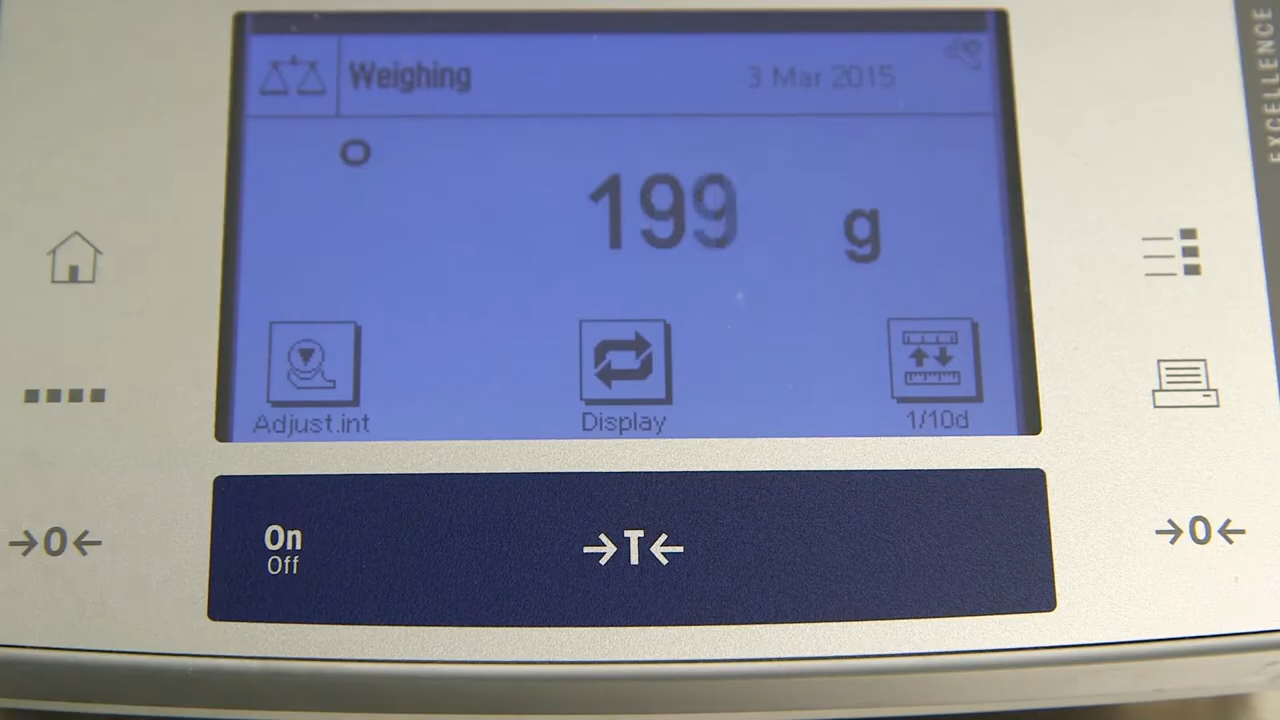 Weighing 3 Mar 2015
199 g
Adjust.int Display 1/10d
On
Off
→T←
→0←
→0←
EXCELLENCE